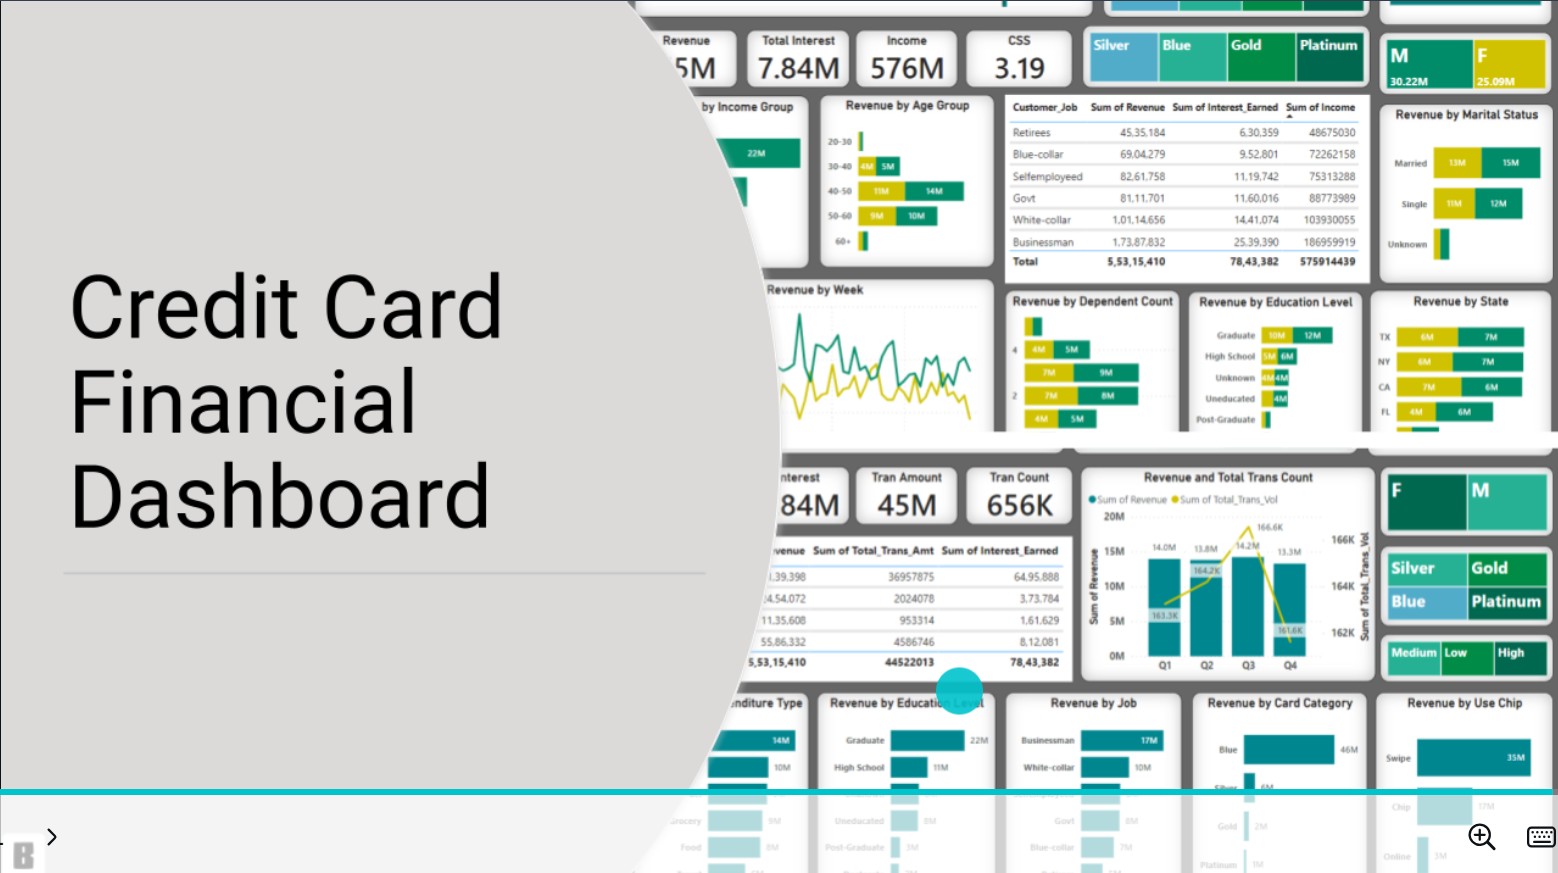 Credit Card
Financial
Dashboard
Revenue
5M
Total Interest
7.84M
Income
576M
CSS
3.19
Silver
Blue
Gold
Platinum
M
30.22M
F
25.09M
by Income Group
22M
Revenue by Age Group
20-30
30-40 4M 5M
40-50 11M 14M
50-60 9M 10M
60+
Customer_Job Sum of Revenue Sum of Interest_Earned Sum of Income
Retirees 45,35,184 6,30,359 48675030
Blue-collar 69,04,279 9,52,801 72262158
Selfemployeed 82,61,758 11,19,742 75313288
Govt 81,11,701 11,60,016 88773989
White-collar 1,01,14,656 14,41,074 103930055
Businessman 1,73,87,832 25,39,390 186959919
Total 5,53,15,410 78,43,382 575914439
Revenue by Marital Status
Married 13M 15M
Single 11M 12M
Unknown
Revenue by Week
Revenue by Dependent Count
4 4M 5M
7M 9M
2 7M 8M
4M 5M
Revenue by Education Level
Graduate 10M 12M
High School 5M 6M
Unknown 4M 4M
Uneducated 4M
Post-Graduate
Revenue by State
TX 6M 7M
NY 6M 7M
CA 7M 6M
FL 4M 6M
nterest
84M
Tran Amount
45M
Tran Count
656K
venue Sum of Total_Trans_Amt Sum of Interest_Earned
,39,398 36957875 64,95,888
4,54,072 2024078 3,73,784
11,35,608 953314 1,61,629
55,86,332 4586746 8,12,081
5,53,15,410 44522013 78,43,382
Revenue and Total Trans Count
Sum of Revenue Sum of Total_Trans_Vol
20M
15M
10M
5M
0M
Sum of Revenue
14.0M 13.8M 14.2M 13.3M
163.3K 164.2K 166.6K 161.6K
Q1 Q2 Q3 Q4
166K
164K
162K
Sum of Total_Trans_Vol
F
M
Silver
Gold
Blue
Platinum
Medium Low High
nditure Type
14M
10M
Grocery 9M
Food 8M
Revenue by Education Level
Graduate 22M
High School 11M
Uneducated 8M
Post-Graduate 3M
Revenue by Job
Businessman 17M
White-collar 10M
Govt 8M
Blue-collar 7M
Revenue by Card Category
Blue 46M
Silver 6M
Gold 2M
Platinum 1M
Revenue by Use Chip
Swipe 35M
Chip 17M
Online 3M
B